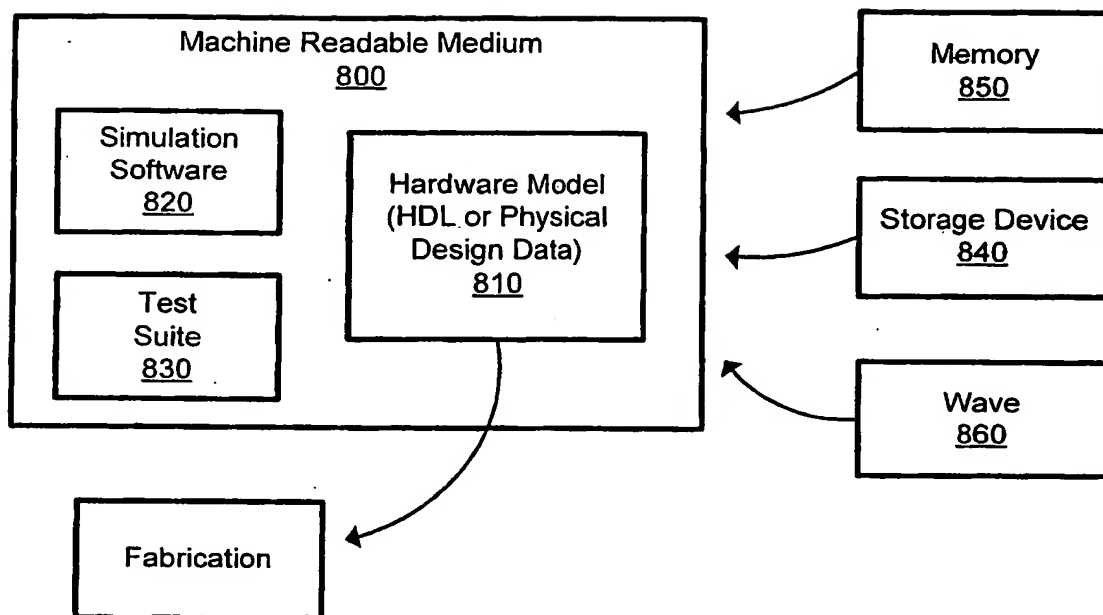 Machine Readable Medium
800
Simulation
Software
820
Test
Suite
830
Hardware Model
(HDL or Physical
Design Data)
810
Memory
850
Storage Device
840
Wave
860
Fabrication